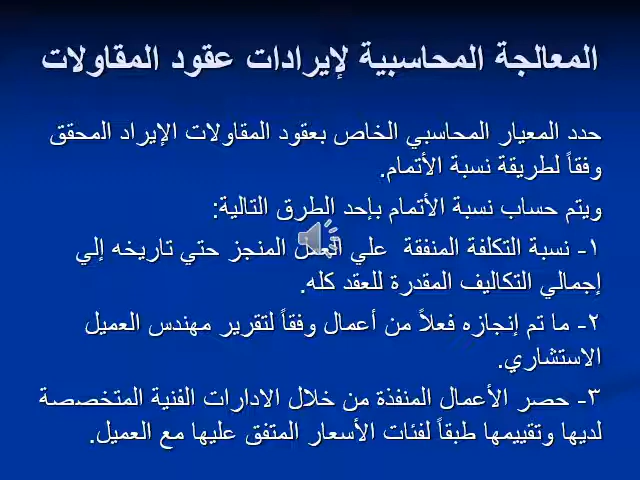 المعالجة المحاسبية لإيرادات عقود المقاولات
حدد المعيار المحاسبي الخاص بعقود المقاولات الإيراد المحقق
وفقاً لطريقة نسبة الأتمام.
ويتم حساب نسبة الأتمام بإحد الطرق التالية:
١- نسبة التكلفة المنفقة علي العمل المنجز حتي تاريخه إلي
إجمالي التكاليف المقدرة للعقد كله.
٢- ما تم إنجازه فعلاً من أعمال وفقاً لتقرير مهندس العميل
الاستشاري.
٣- حصر الأعمال المنفذة من خلال الادارات الفنية المتخصصة
لديها وتقييمها طبقاً لفئات الأسعار المتفق عليها مع العميل.